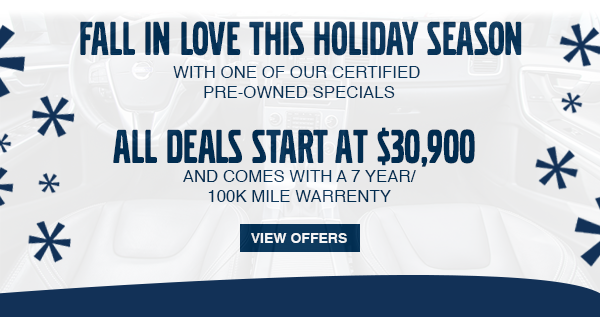 FALL IN LOVE THIS HOLIDAY SEASON
WITH ONE OF OUR CERTIFIED
PRE-OWNED SPECIALS
ALL DEALS START AT $30,900
AND COMES WITH A 7 YEAR/
100K MILE WARRENTY
VIEW OFFERS